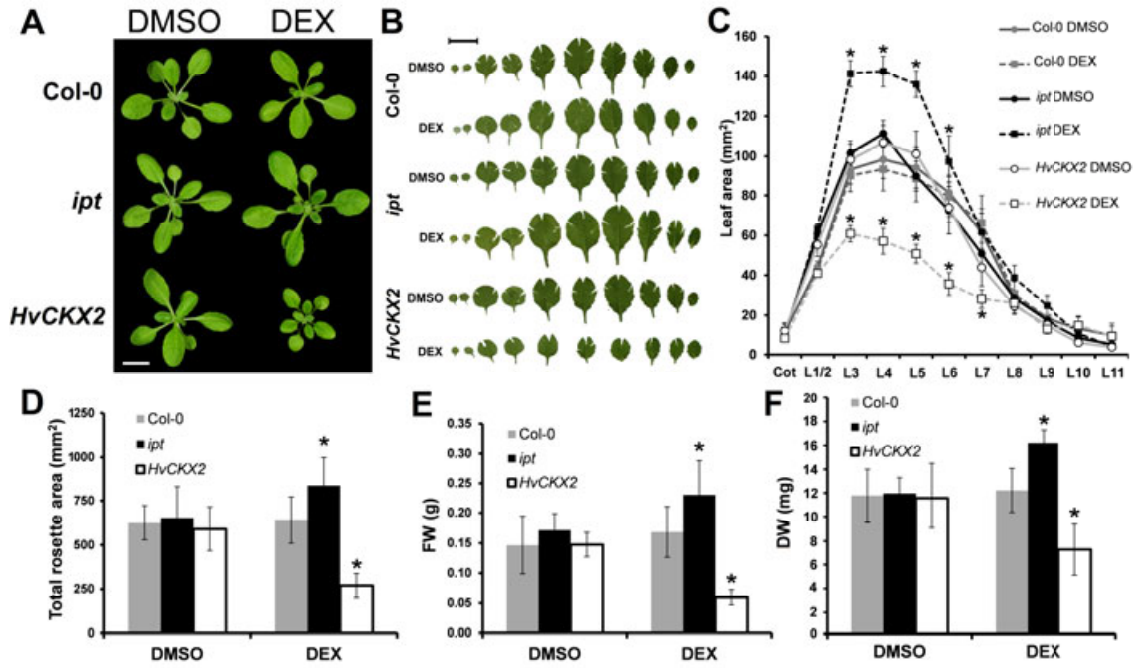 A
DMSO DEX
Col-0
ipt
HvCKX2
B
DMSO
Col-0
DEX
DMSO
ipt
DEX
DMSO
HvCKX2
DEX
C
Leaf area (mm²)
160
140
120
100
80
60
40
20
0
Cot L1/2 L3 L4 L5 L6 L7 L8 L9 L10 L11
Col-0 DMSO
Col-0 DEX
ipt DMSO
ipt DEX
HvCKX2 DMSO
HvCKX2 DEX
* * * *
* * * * *
D
Total rosette area (mm²)
1250
1000
750
500
250
0
Col-0
ipt
HvCKX2
*
*
DMSO DEX
E
FW (g)
0.35
0.30
0.25
0.20
0.15
0.10
0.05
0.00
Col-0
ipt
HvCKX2
*
*
DMSO DEX
F
DW (mg)
16
14
12
10
8
6
4
2
0
Col-0
ipt
HvCKX2
*
*
DMSO DEX